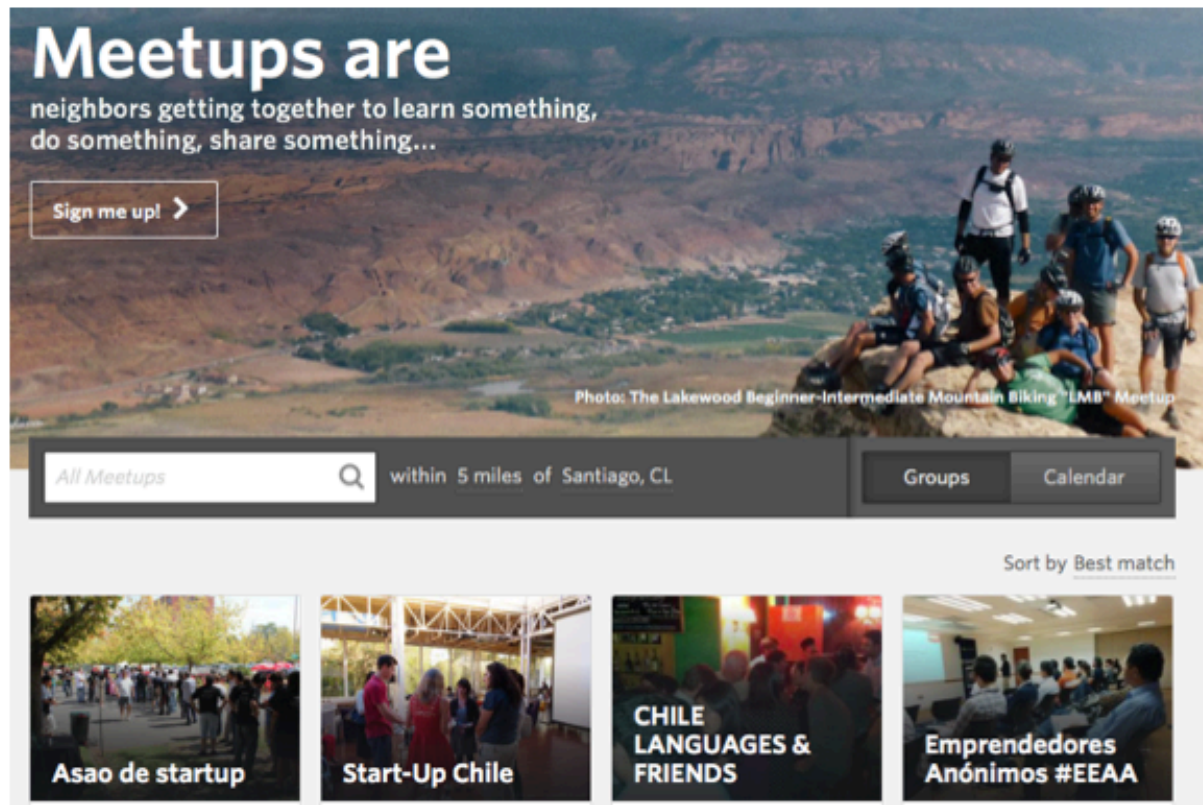 Meetups are
neighbors getting together to learn something,
do something, share something...
Sign me up!
Photo: The Lakewood Beginner-Intermediate Mountain Biking "LMB" Meetup
All Meetups
within 5 miles of Santiago, CL
Groups
Calendar
Sort by Best match
Asao de startup
Start-Up Chile
CHILE
LANGUAGES &
FRIENDS
Emprendedores
Anónimos #EEAA